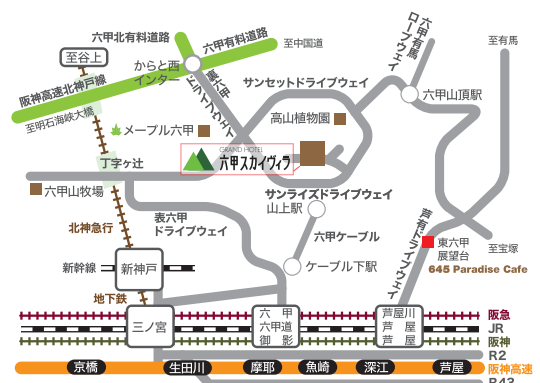 六甲北有料道路
六甲有料道路
至中国道
六甲有馬
ロープウェイ
至有馬
至谷上
からと西
インター
阪神高速北神戸線
裏六甲
ドライブウェイ
サンセットドライブウェイ
六甲山頂駅
至明石海峡大橋
メープル六甲
高山植物園
丁字ヶ辻
GRAND HOTEL
六甲スカイヴィラ
六甲山牧場
サンライズドライブウェイ
山上駅
表六甲
ドライブウェイ
芦有ドライブウェイ
北神急行
六甲ケーブル
東六甲
展望台
至宝塚
645 Paradise Cafe
新幹線
新神戸
ケーブル下駅
地下鉄
三ノ宮
六甲
六甲道
御影
芦屋川
芦屋
芦屋
阪急
JR
阪神
R2
京橋
生田川
摩耶
魚崎
深江
芦屋
阪神高速
R43